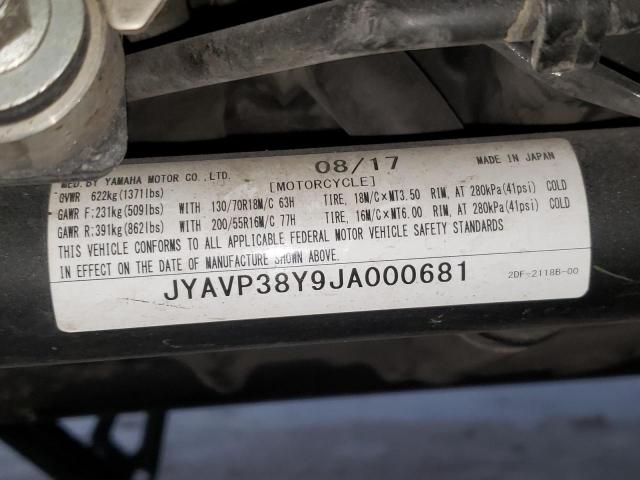 MFD. BY YAMAHA MOTOR CO., LTD. 08/17 MADE IN JAPAN
GVWR 622kg(1371lbs) [MOTORCYCLE]
GAWR F:231kg(509lbs) WITH 130/70R18M/C 63H TIRE, 18M/C×MT3.50 RIM, AT 280kPa(41psi) COLD
GAWR R:391kg(862lbs) WITH 200/55R16M/C 77H TIRE, 16M/C×MT6.00 RIM, AT 280kPa(41psi) COLD
THIS VEHICLE CONFORMS TO ALL APPLICABLE FEDERAL MOTOR VEHICLE SAFETY STANDARDS
IN EFFECT ON THE DATE OF MANUFACTURE SHOWN ABOVE.
JYAVP38Y9JA000681 2DF-2118B-00